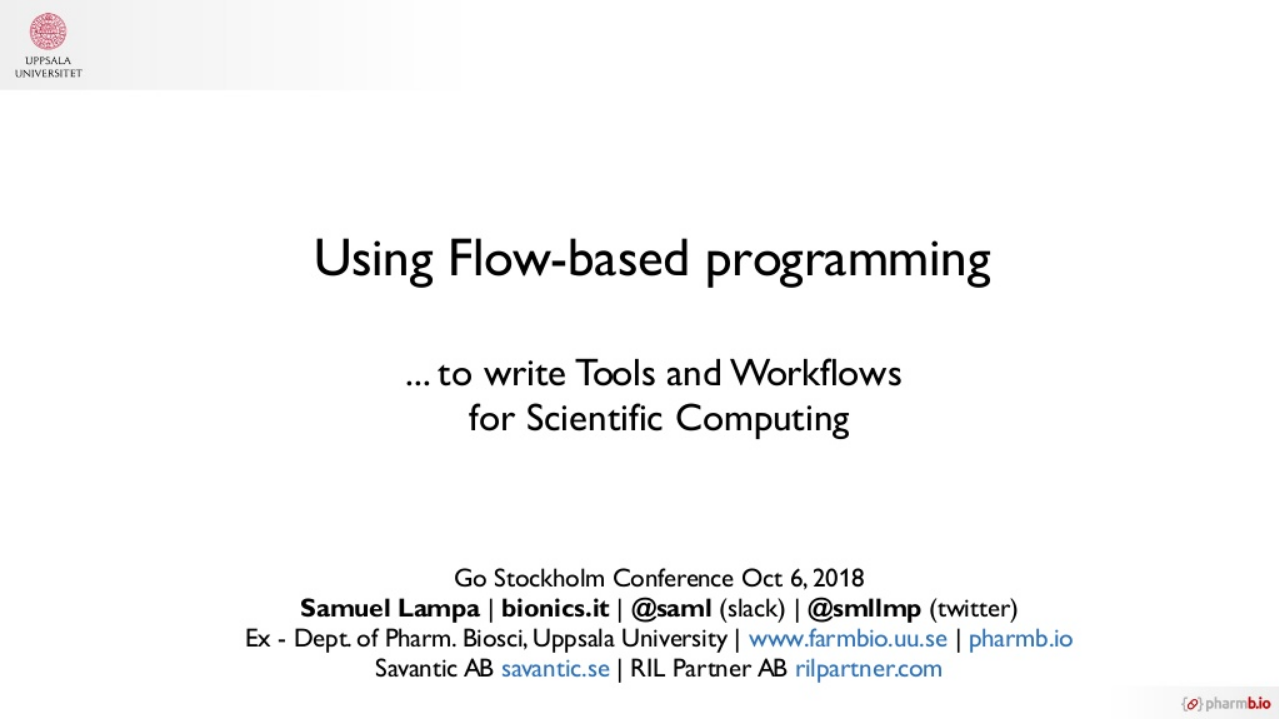 UPPSALA
UNIVERSITET
Using Flow-based programming
... to write Tools and Workflows
for Scientific Computing
Go Stockholm Conference Oct 6, 2018
Samuel Lampa | bionics.it | @saml (slack) | @smllmp (twitter)
Ex - Dept. of Pharm. Biosci, Uppsala University | www.farmbio.uu.se | pharmb.io
Savantic AB savantic.se | RIL Partner AB rilpartner.com
pharmb.io